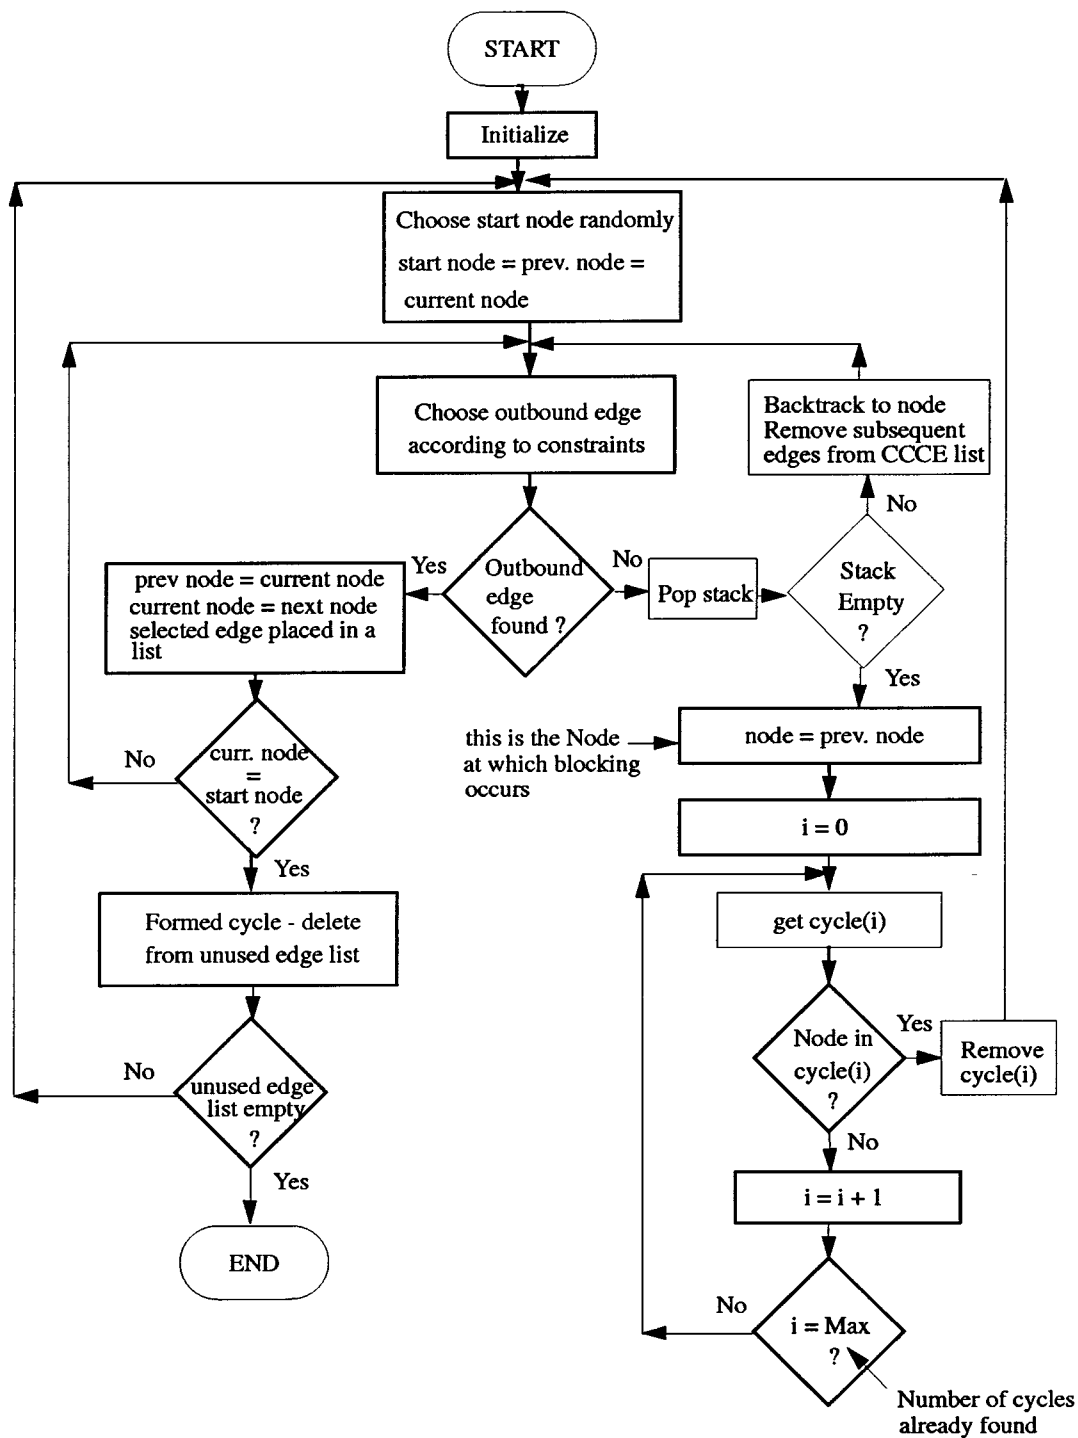 START
Initialize
Choose start node randomly
start node = prev. node =
current node
Choose outbound edge
according to constraints
Backtrack to node
Remove subsequent
edges from CCCE list
No
Outbound
edge
found ?
Yes
No
Pop stack
Stack
Empty
?
Yes
prev node = current node
current node = next node
selected edge placed in a
list
curr. node
=
start node
?
No
Yes
this is the Node
at which blocking
occurs
node = prev. node
i = 0
get cycle(i)
Formed cycle - delete
from unused edge list
Node in
cycle(i)
?
Yes
Remove
cycle(i)
No
unused edge
list empty
?
No
Yes
END
i = i + 1
i = Max
?
No
Number of cycles
already found